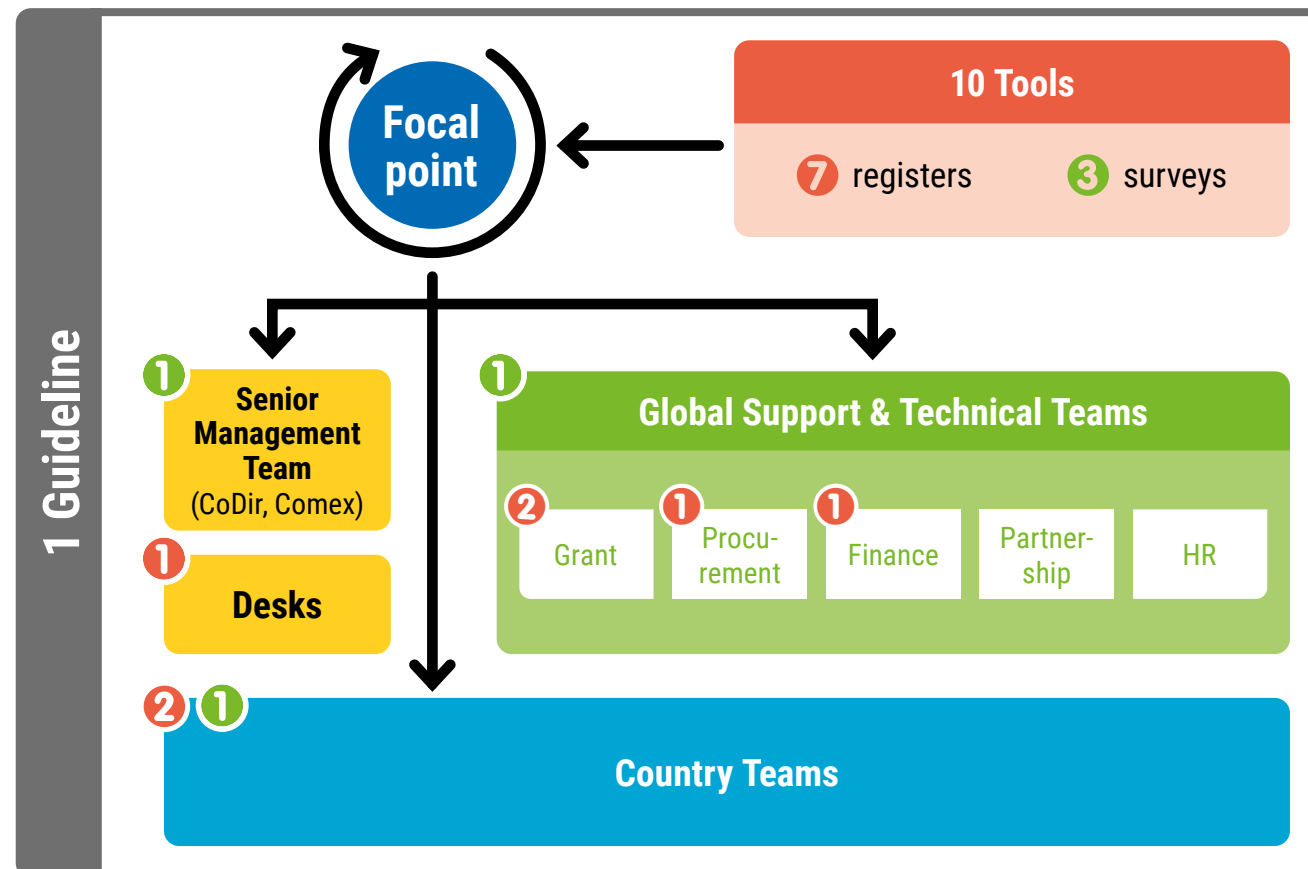 1 Guideline
Focal
point
10 Tools
7 registers
3 surveys
1
Senior
Management
Team
(CoDir, Comex)
1
Desks
1
Global Support & Technical Teams
2
Grant
1
Procu-
rement
1
Finance
Partner-
ship
HR
2 1
Country Teams